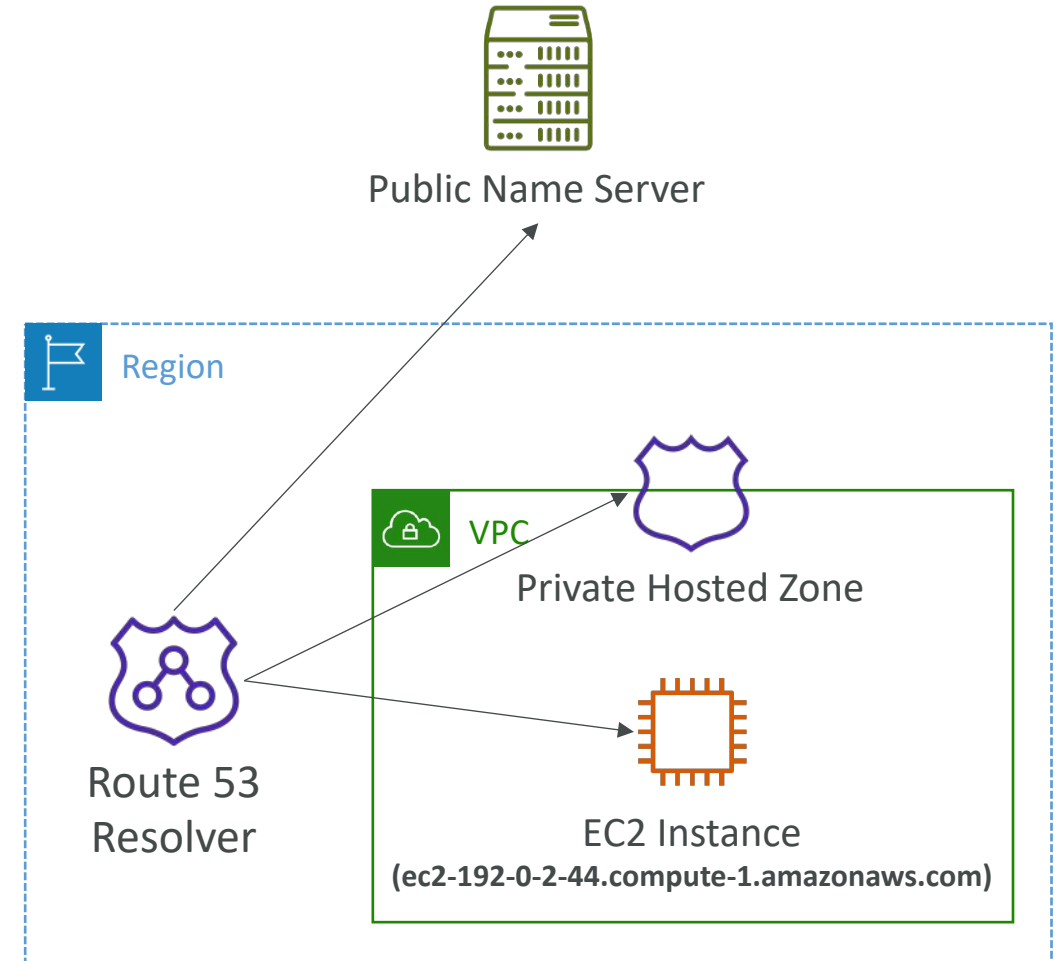 Public Name Server
Region
VPC
Private Hosted Zone
Route 53
Resolver
EC2 Instance
(ec2-192-0-2-44.compute-1.amazonaws.com)